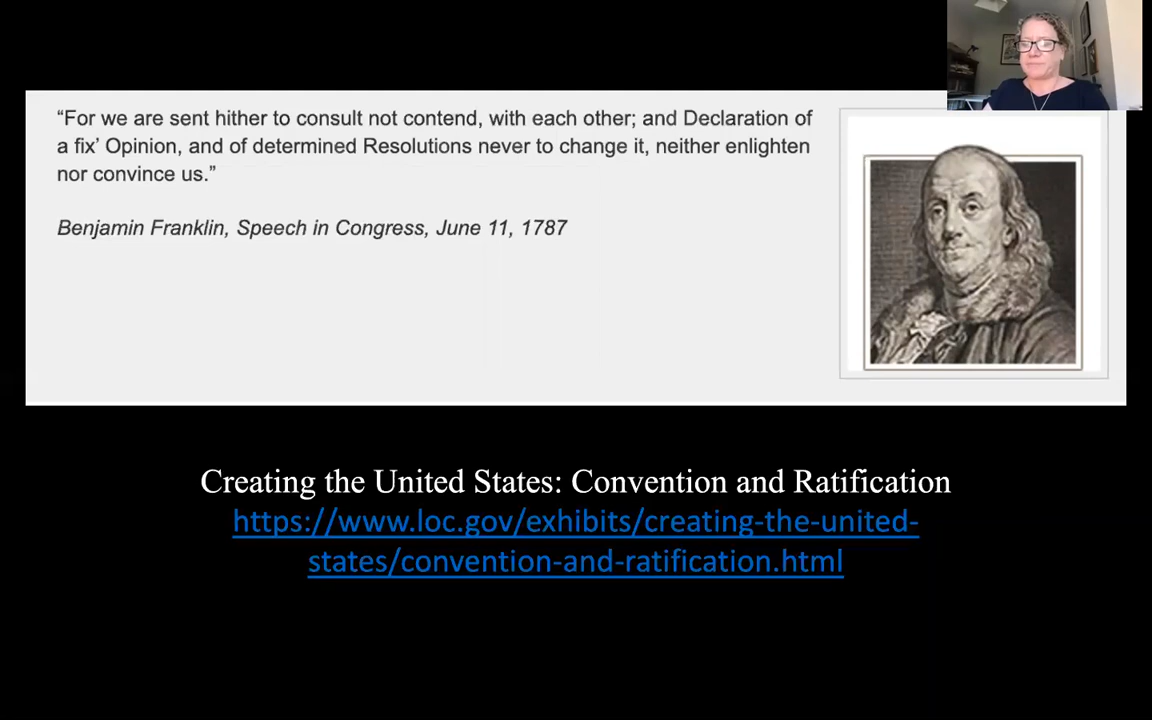 “For we are sent hither to consult not contend, with each other; and Declaration of
a fix’ Opinion, and of determined Resolutions never to change it, neither enlighten
nor convince us.”
Benjamin Franklin, Speech in Congress, June 11, 1787
Creating the United States: Convention and Ratification
https://www.loc.gov/exhibits/creating-the-united-
states/convention-and-ratification.html